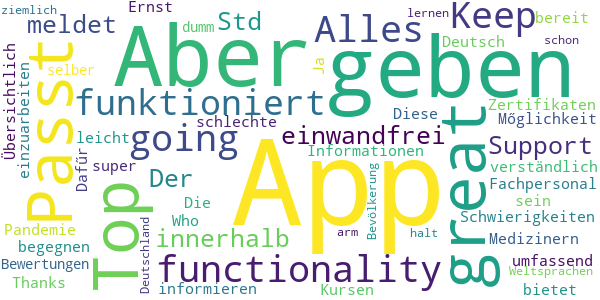 ziemlich Ernst lernen bereit
meldet dumm Std Alles Keep
Aber Deutsch schon
Passt selber Ja geben
Übersichtlich einzuarbeiten funktioniert Zertifikaten
Diese Möglichkeit
leicht going schlechte einwandfrei great Support
Dafür super Der App Informationen verständlich
Top Die Bevölkerung Fachpersonal
Who sein
Pandemie innerhalb Schwierigkeiten
begegnen Deutschland arm halt Medizinern
Bewertungen functionality umfassend
Weltsprachen
Thanks informieren Kursen bietet